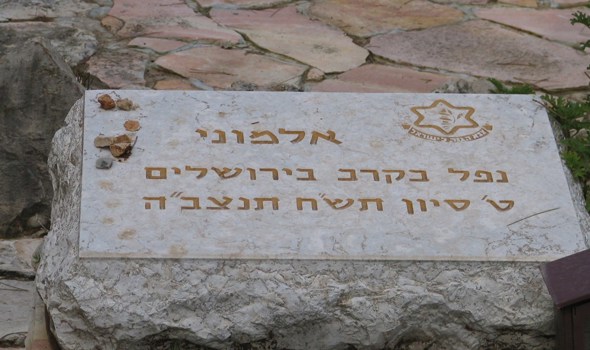 אלמוני
נפל בקרב בירושלים
ט׳ סיון תש״ח תנצב״ה